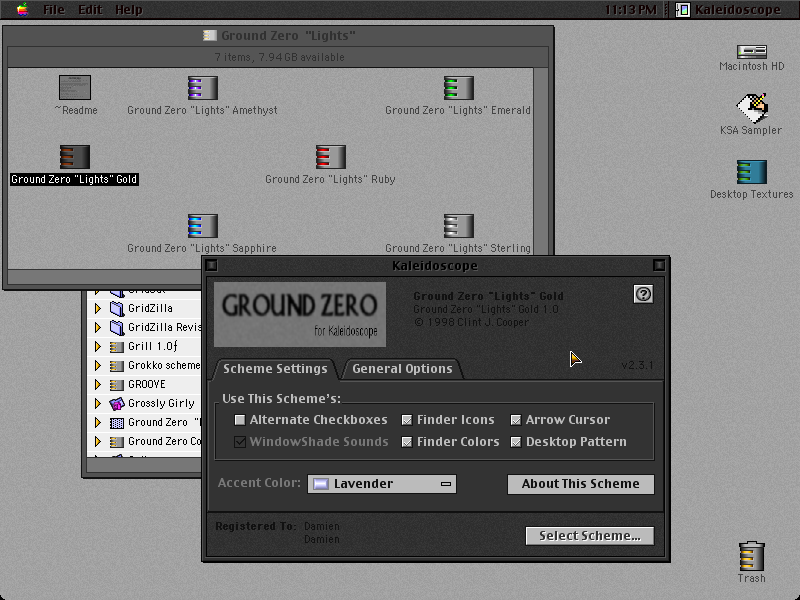 File Edit Help 11:13 PM Kaleidoscope
Ground Zero "Lights"
7 items, 7.94 GB available
~Readme
Ground Zero "Lights" Amethyst
Ground Zero "Lights" Emerald
Ground Zero "Lights" Gold
Ground Zero "Lights" Ruby
Ground Zero "Lights" Sapphire
Ground Zero "Lights" Sterling
Macintosh HD
KSA Sampler
Desktop Textures
Trash
GridZilla
GridZilla Revis
Grill 1.0ƒ
Grokko scheme
GROOVE
Grossly Girly
Ground Zero "L
Ground Zero Co
Kaleidoscope
GROUND ZERO
for Kaleidoscope
Ground Zero "Lights" Gold
Ground Zero "Lights" Gold 1.0
© 1998 Clint J. Cooper
?
v2.3.1
Scheme Settings General Options
Use This Scheme's:
Alternate Checkboxes Finder Icons Arrow Cursor
WindowShade Sounds Finder Colors Desktop Pattern
Accent Color: Lavender About This Scheme
Registered To: Damien
Damien
Select Scheme...